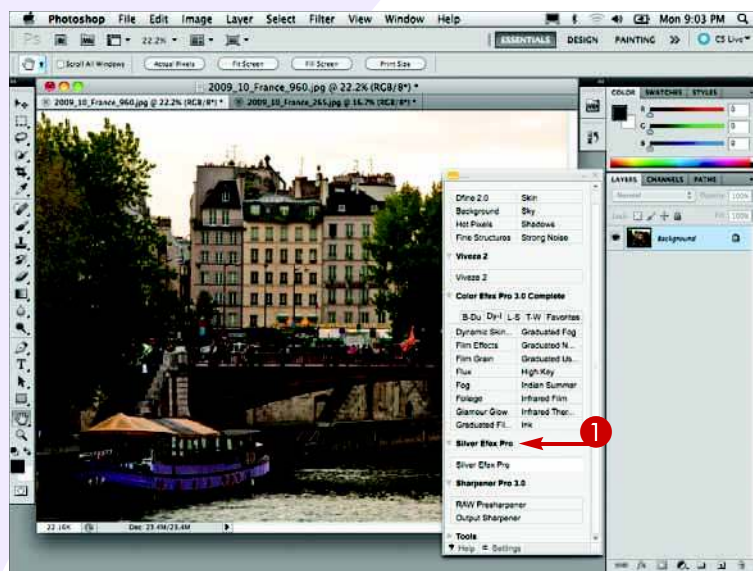 Photoshop File Edit Image Layer Select Filter View Window Help Mon 9:03 PM
Ps Mb 22.2% ESSENTIALS DESIGN PAINTING >> CS Live
Scroll All Windows Actual Pixels Fit Screen Fill Screen Print Size
2009_10_France_960.jpg @ 22.2% (RGB/8*) *
2009_10_France_960.jpg @ 22.2% (RGB/8*) * 2009_10_France_265.jpg @ 16.7% (RGB/8*) *
COLOR SWATCHES STYLES
R 0
G 0
B 0
LAYERS CHANNELS PATHS
Normal Opacity: 100%
Lock: Fill: 100%
Background
Dfine 2.0 Skin
Background Sky
Hot Pixels Shadows
Fine Structures Strong Noise
Viveza 2
Viveza 2
Color Efex Pro 3.0 Complete
B-Du Dy-I L-S T-W Favorites
Dynamic Skin... Graduated Fog
Film Effects Graduated N...
Film Grain Graduated Us...
Flux High Key
Fog Indian Summer
Foliage Infrared Film
Glamour Glow Infrared Ther...
Graduated Fil... Ink
Silver Efex Pro
1
Silver Efex Pro
Sharpener Pro 3.0
RAW Presharpener
Output Sharpener
Tools
? Help Settings
22.16% Doc: 23.4M/23.4M